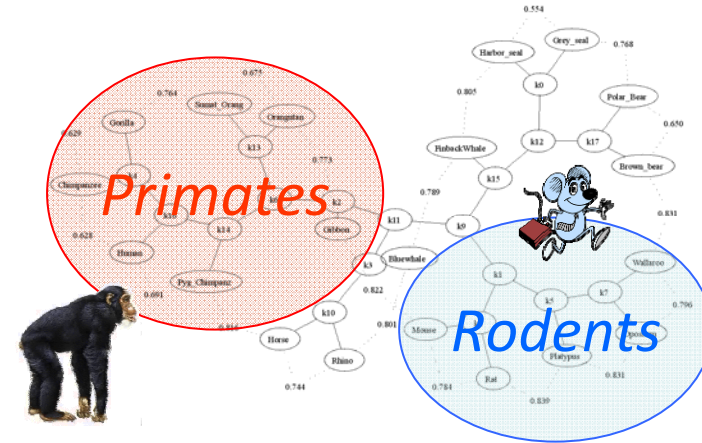 0.554
Grey_seal
Harbor_seal
0.768
0.675
0.764
k0
0.805
Sumat_Orang
Polar_Bear
Orangutan
Gorilla
0.650
0.629
k12
k17
k13
FinbackWhale
0.773
Brown_bear
k4
k15
Chimpanzee
0.789
Primates
k2
0.831
k11
k9
k14
Gibbon
0.628
Human
Bluewhale
Wallaroo
k3
k1
Pyg_Chimpanz
0.822
k7
0.691
k5
0.796
k10
0.801
Mouse
Rodents
Horse
Platypus
Rhino
Rat
0.831
0.744
0.784
0.839